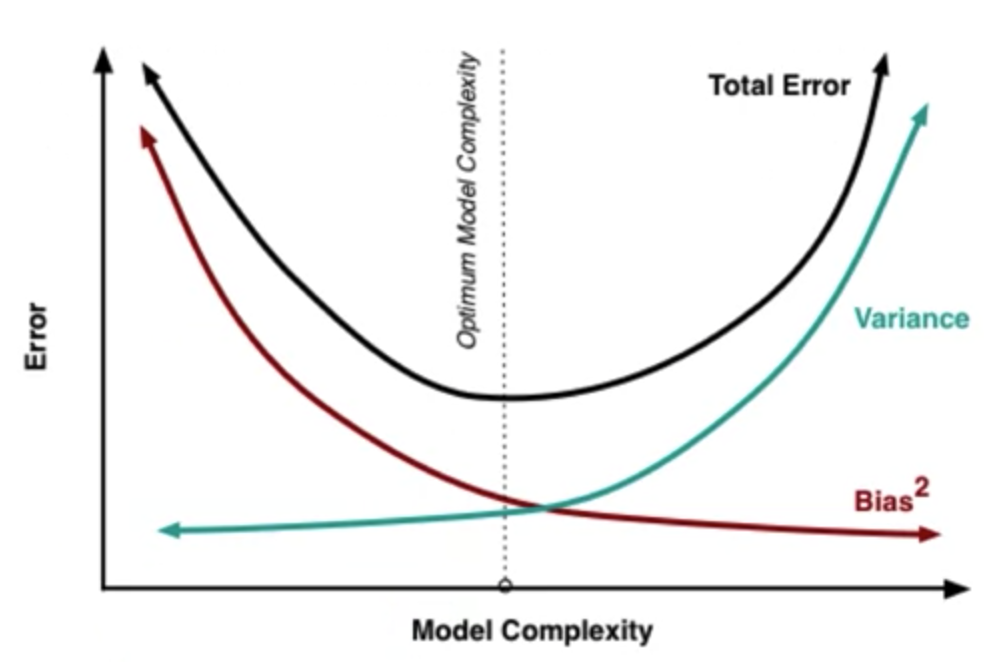 Optimum Model Complexity
Total Error
Variance
Bias²
Error
Model Complexity